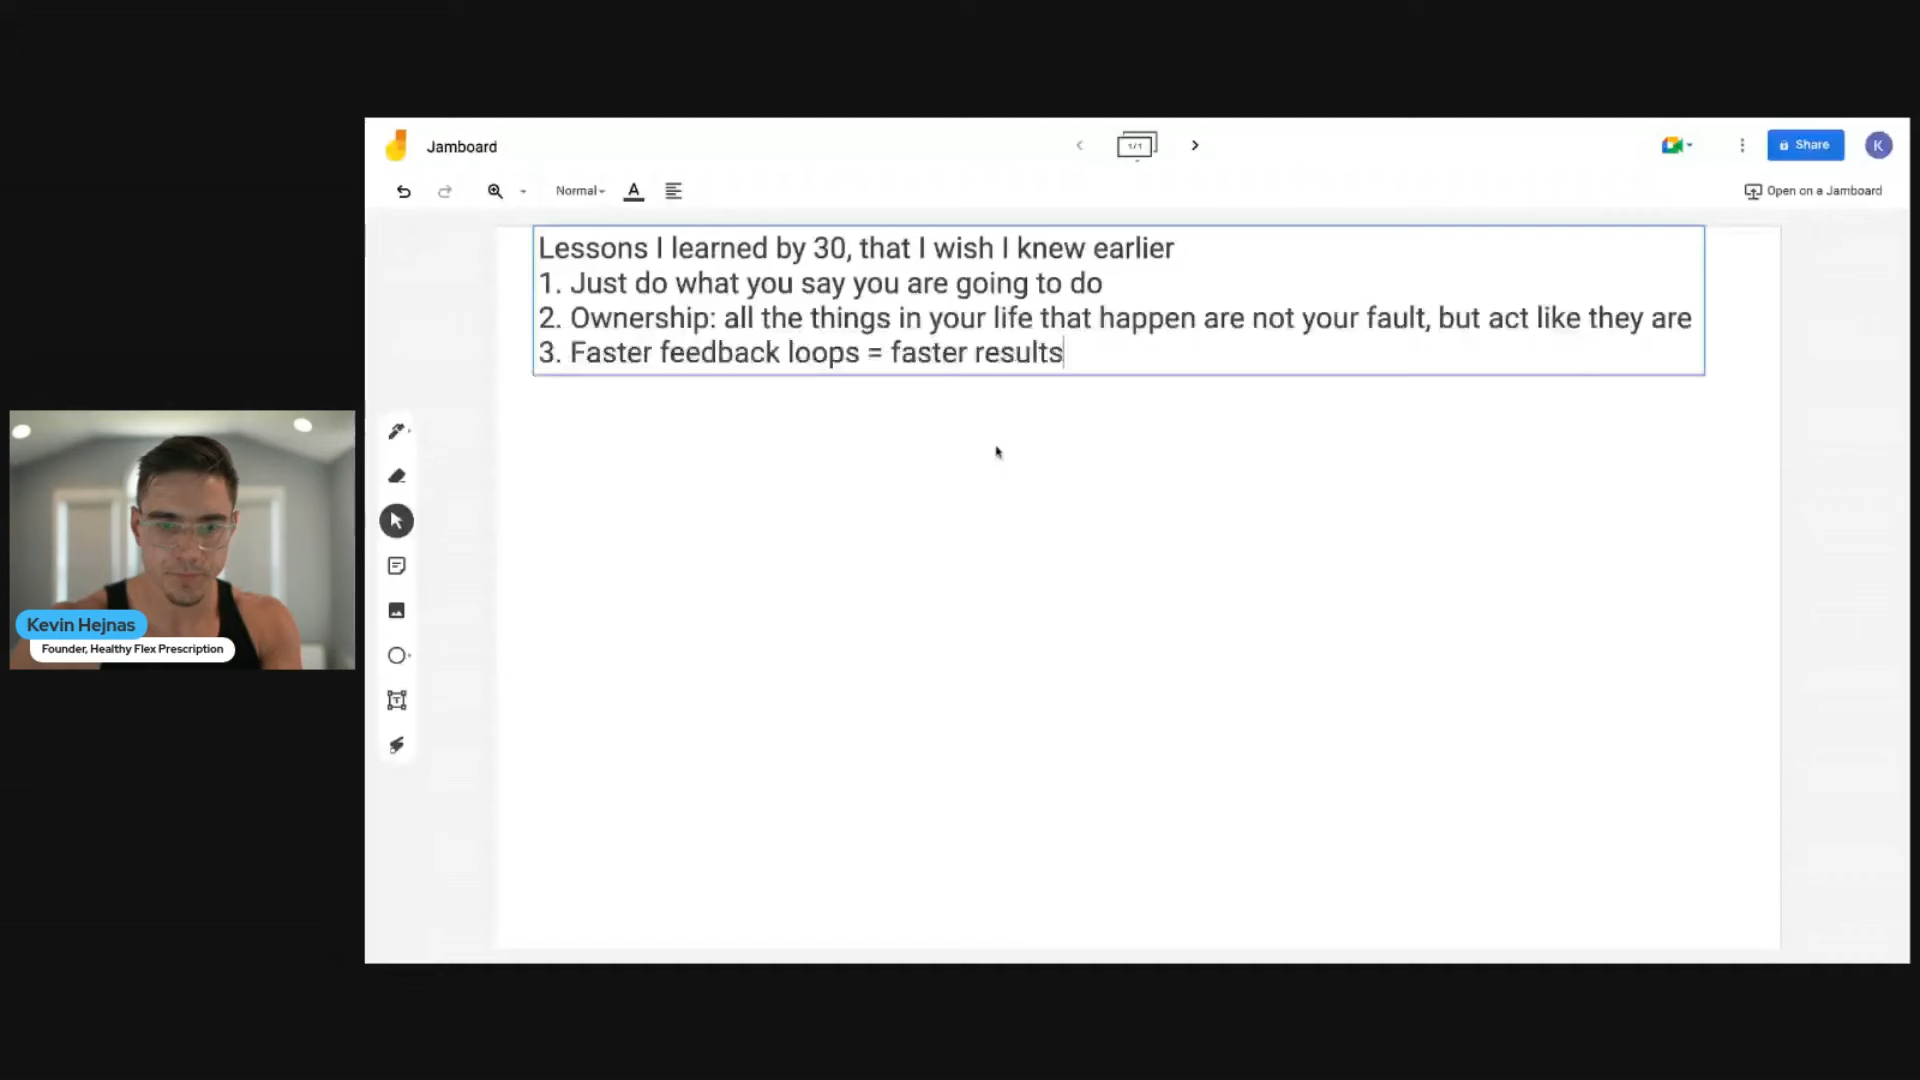 Jamboard
1/1
Share
K
Normal
A
Open on a Jamboard
Lessons I learned by 30, that I wish I knew earlier
1. Just do what you say you are going to do
2. Ownership: all the things in your life that happen are not your fault, but act like they are
3. Faster feedback loops = faster results
Kevin Hejnas
Founder, Healthy Flex Prescription